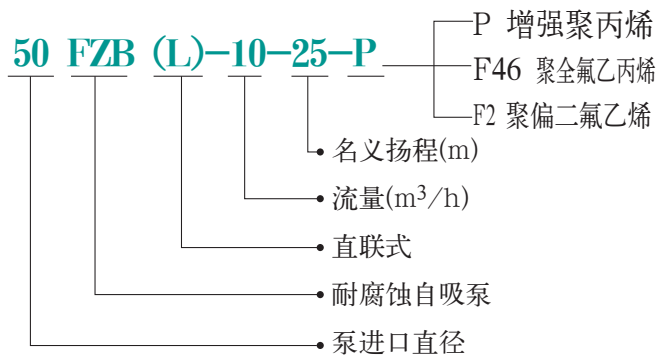 50 FZB (L)-10-25-P
P 增强聚丙烯
F46 聚全氟乙丙烯
F2 聚偏二氟乙烯
名义扬程(m)
流量(m³/h)
直联式
耐腐蚀自吸泵
泵进口直径